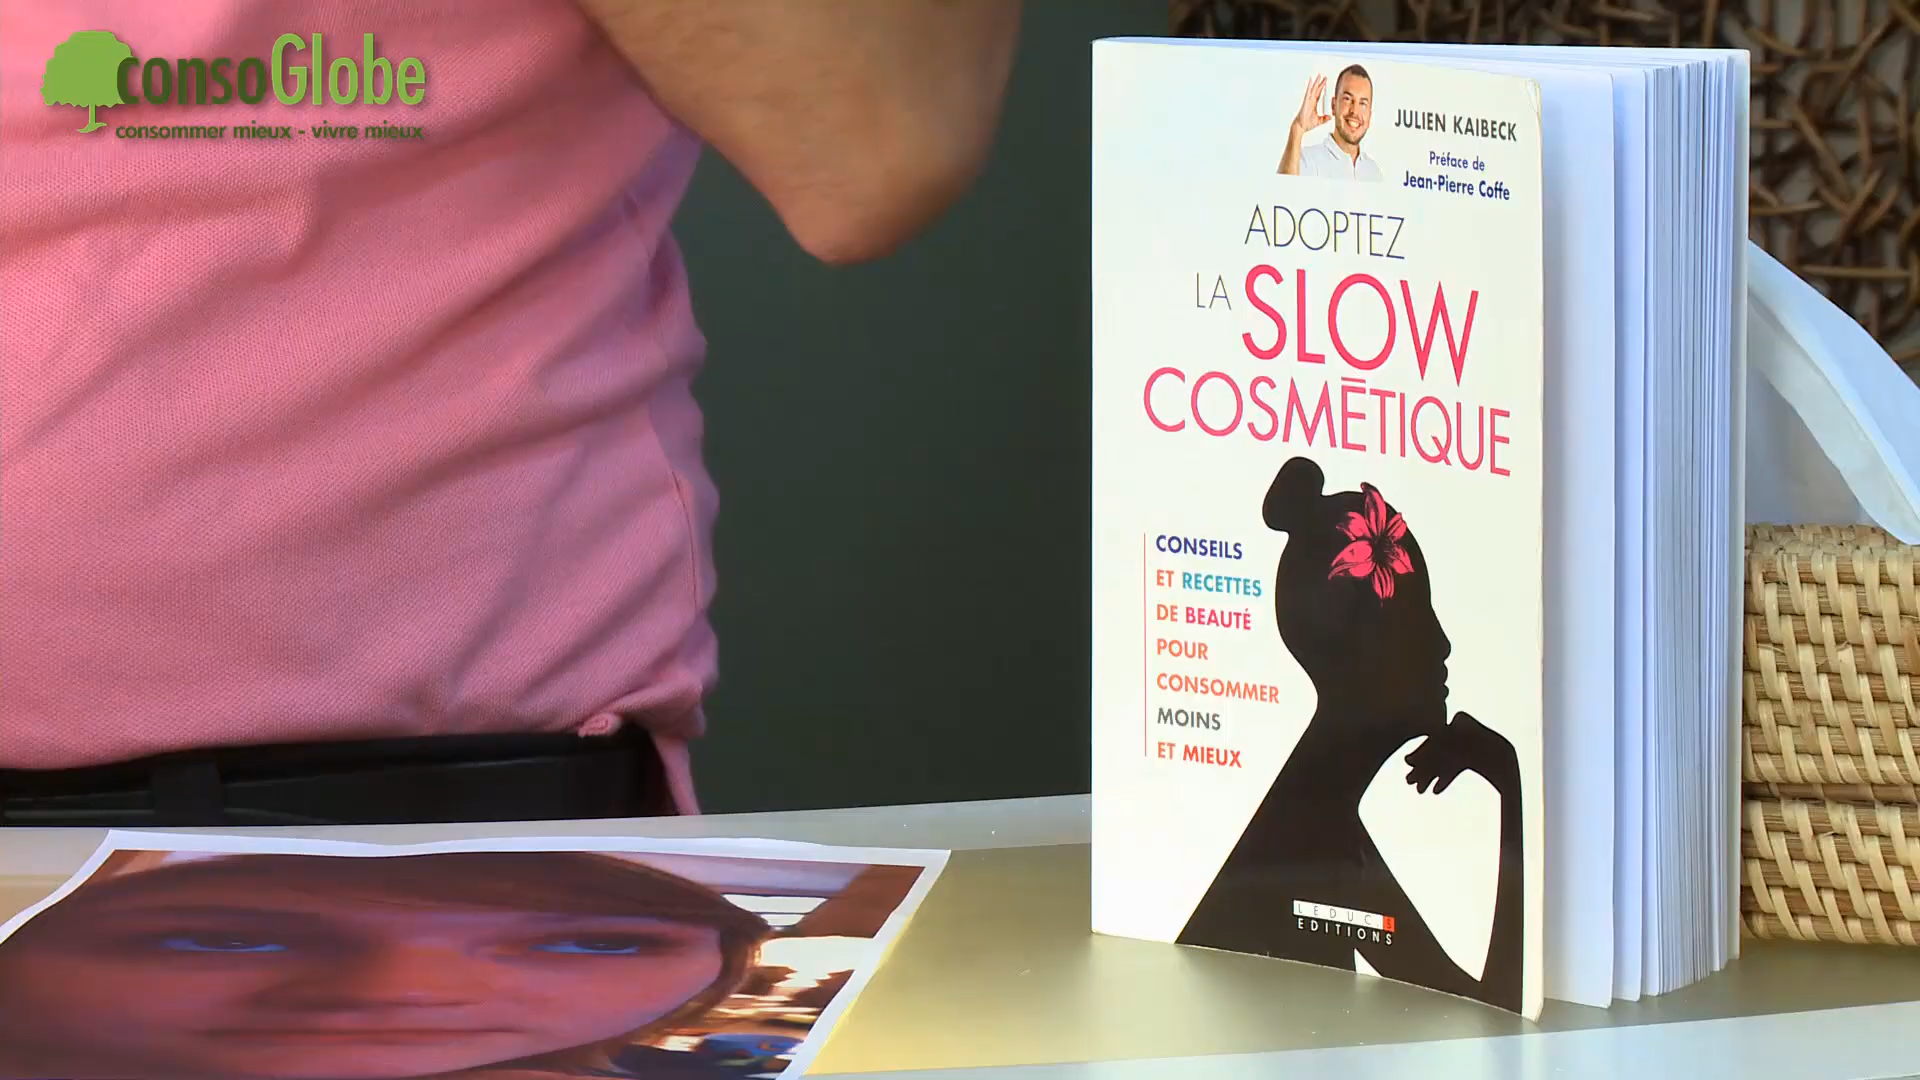 consoGlobe
consommer mieux - vivre mieux
JULIEN KAIBECK
Préface de
Jean-Pierre Coffe
ADOPTEZ
LA SLOW
COSMĒTIQUE
CONSEILS
ET RECETTES
DE BEAUTÉ
POUR
CONSOMMER
MOINS
ET MIEUX
LEDUC.S
EDITIONS